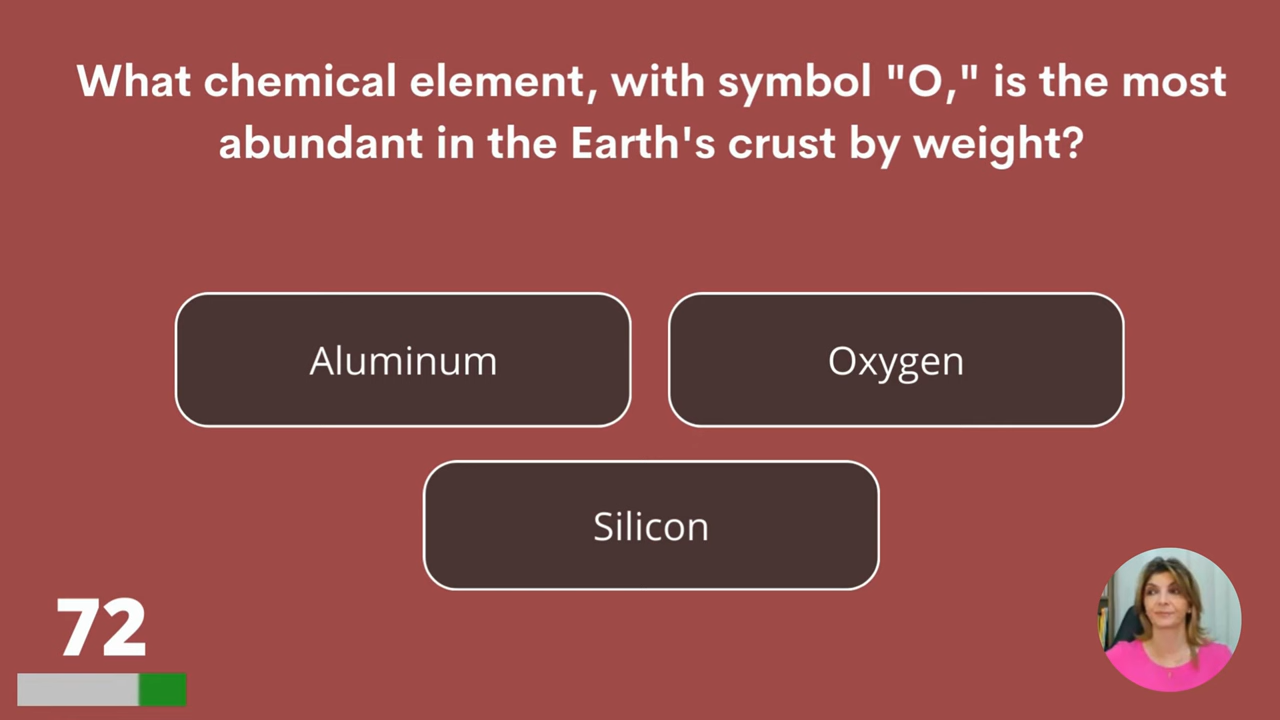 What chemical element, with symbol "O," is the most
abundant in the Earth's crust by weight?
Aluminum
Oxygen
Silicon
72